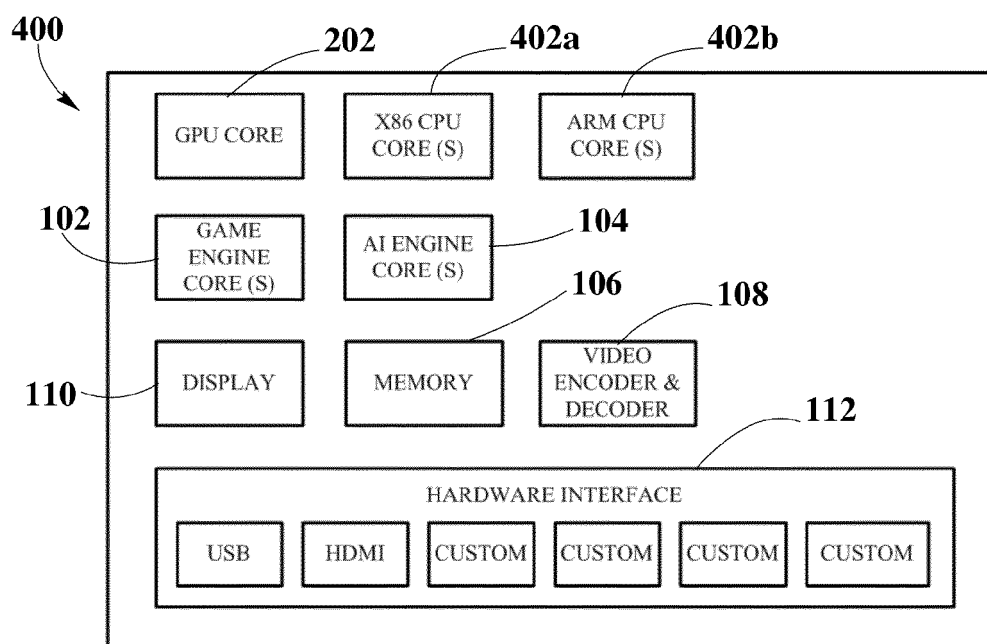 400
202
402a
402b
GPU CORE
X86 CPU
CORE (S)
ARM CPU
CORE (S)
102
GAME
ENGINE
CORE (S)
AI ENGINE
CORE (S)
104
106
108
110
DISPLAY
MEMORY
VIDEO
ENCODER &
DECODER
112
HARDWARE INTERFACE
USB
HDMI
CUSTOM
CUSTOM
CUSTOM
CUSTOM